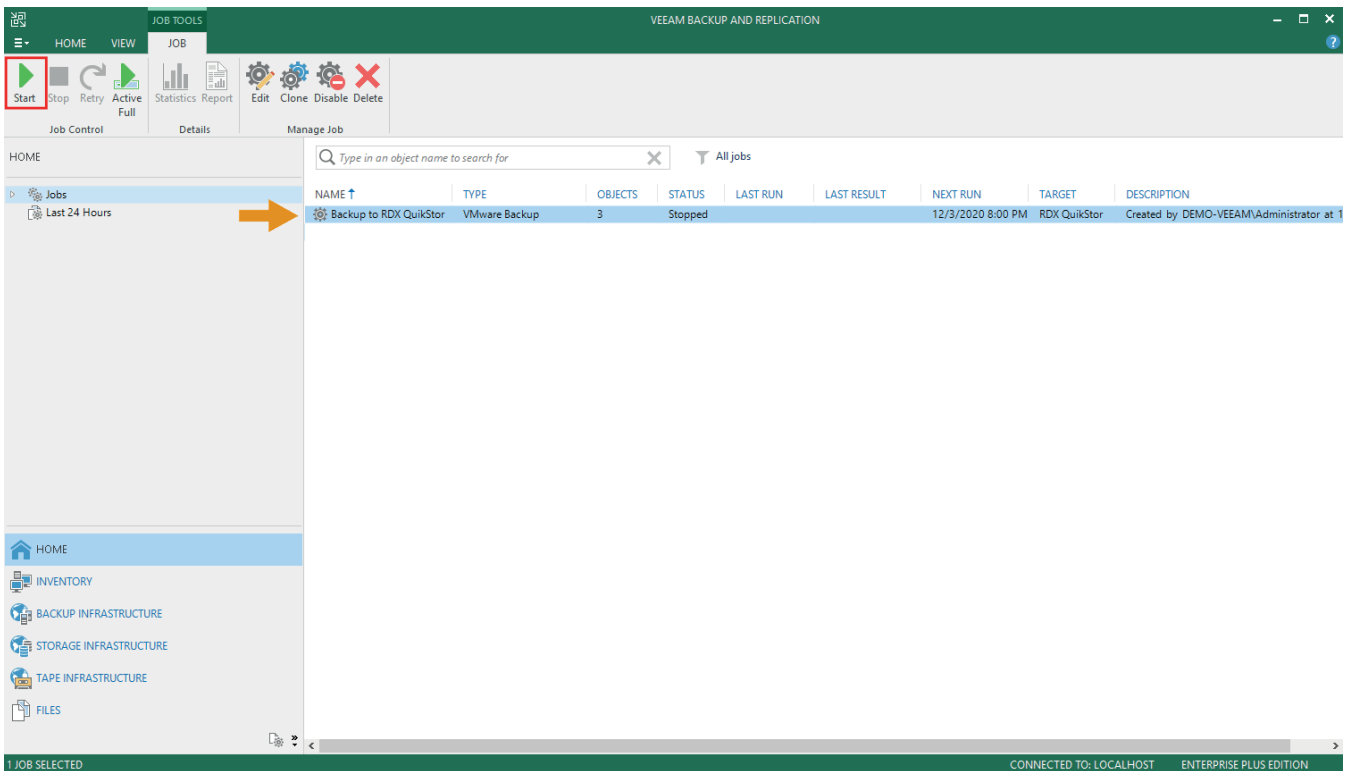 JOB TOOLS
VEEAM BACKUP AND REPLICATION
HOME VIEW JOB
?
Start Stop Retry Active Full Statistics Report Edit Clone Disable Delete
Job Control Details Manage Job
HOME
Type in an object name to search for
All jobs
Jobs
Last 24 Hours
NAME TYPE OBJECTS STATUS LAST RUN LAST RESULT NEXT RUN TARGET DESCRIPTION
Backup to RDX QuikStor VMware Backup 3 Stopped 12/3/2020 8:00 PM RDX QuikStor Created by DEMO-VEEAM\Administrator at 1
HOME
INVENTORY
BACKUP INFRASTRUCTURE
STORAGE INFRASTRUCTURE
TAPE INFRASTRUCTURE
FILES
1 JOB SELECTED
CONNECTED TO: LOCALHOST ENTERPRISE PLUS EDITION